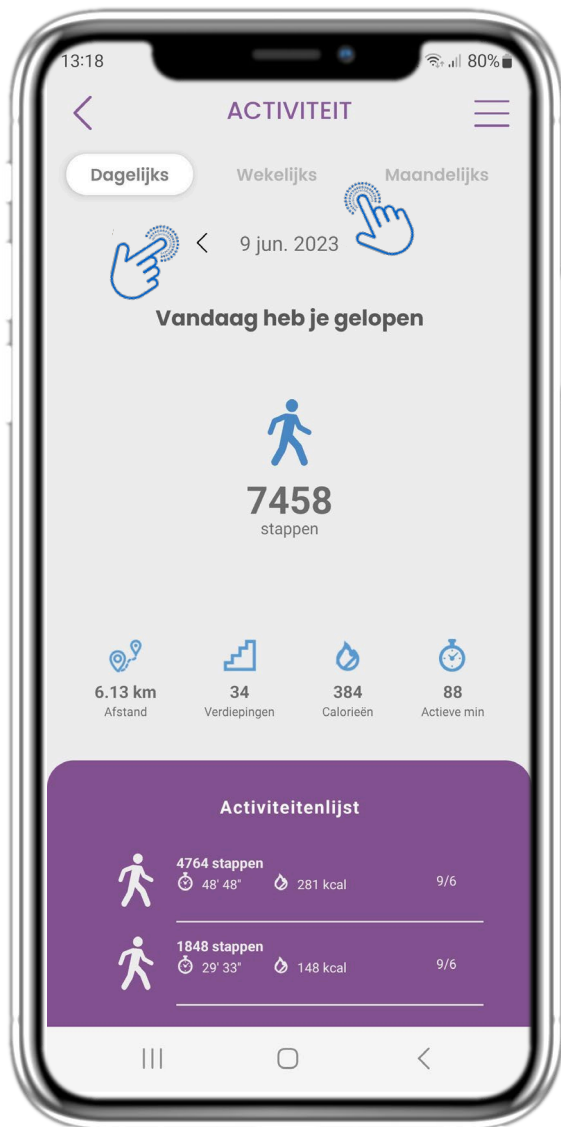 13:18 80%
ACTIVITEIT
Dagelijks Wekelijks Maandelijks
9 jun. 2023
Vandaag heb je gelopen
7458
stappen
6.13 km 34 384 88
Afstand Verdiepingen Calorieën Actieve min
Activiteitenlijst
4764 stappen
48' 48" 281 kcal 9/6
1848 stappen
29' 33" 148 kcal 9/6